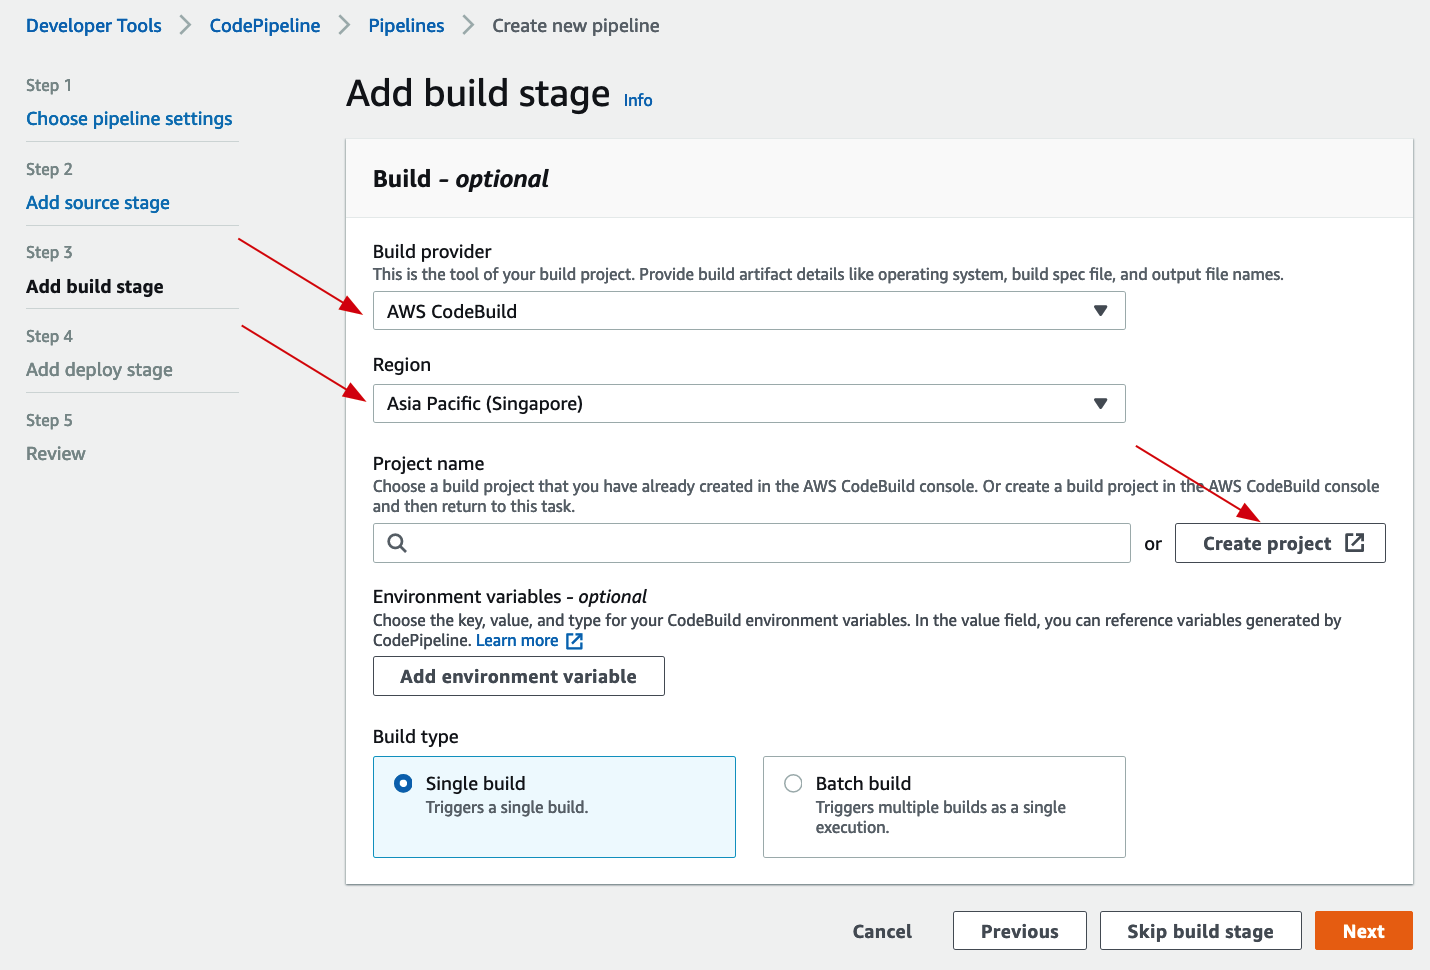 Developer Tools > CodePipeline > Pipelines > Create new pipeline
Step 1
Choose pipeline settings
Step 2
Add source stage
Step 3
Add build stage
Step 4
Add deploy stage
Step 5
Review
Add build stage Info
Build - optional
Build provider
This is the tool of your build project. Provide build artifact details like operating system, build spec file, and output file names.
AWS CodeBuild
Region
Asia Pacific (Singapore)
Project name
Choose a build project that you have already created in the AWS CodeBuild console. Or create a build project in the AWS CodeBuild console
and then return to this task.
or Create project
Environment variables - optional
Choose the key, value, and type for your CodeBuild environment variables. In the value field, you can reference variables generated by
CodePipeline. Learn more
Add environment variable
Build type
Single build
Triggers a single build.
Batch build
Triggers multiple builds as a single
execution.
Cancel Previous Skip build stage Next